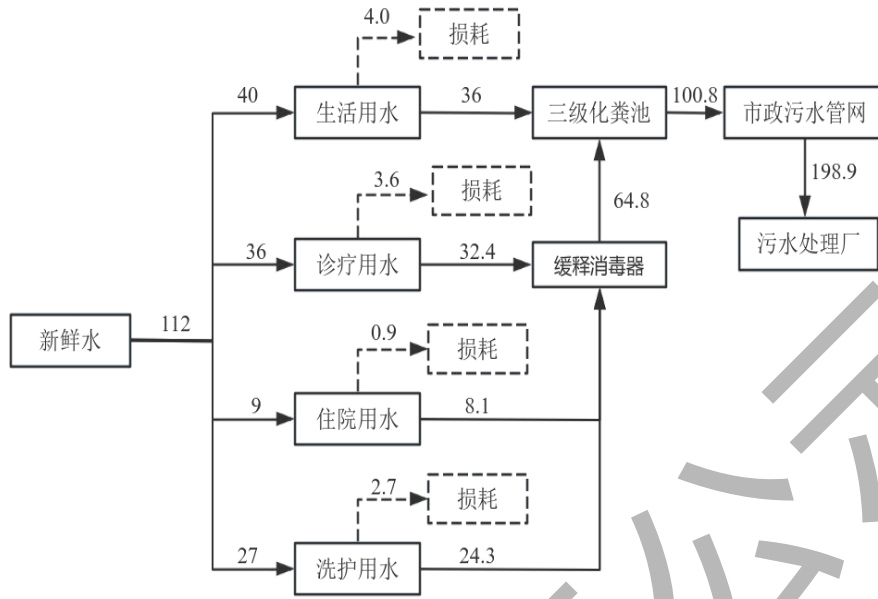 4.0
损耗
40
生活用水
36
三级化粪池
100.8
市政污水管网
3.6
损耗
64.8
198.9
36
诊疗用水
32.4
缓释消毒器
污水处理厂
新鲜水
112
0.9
损耗
9
住院用水
8.1
2.7
损耗
27
洗护用水
24.3
公示